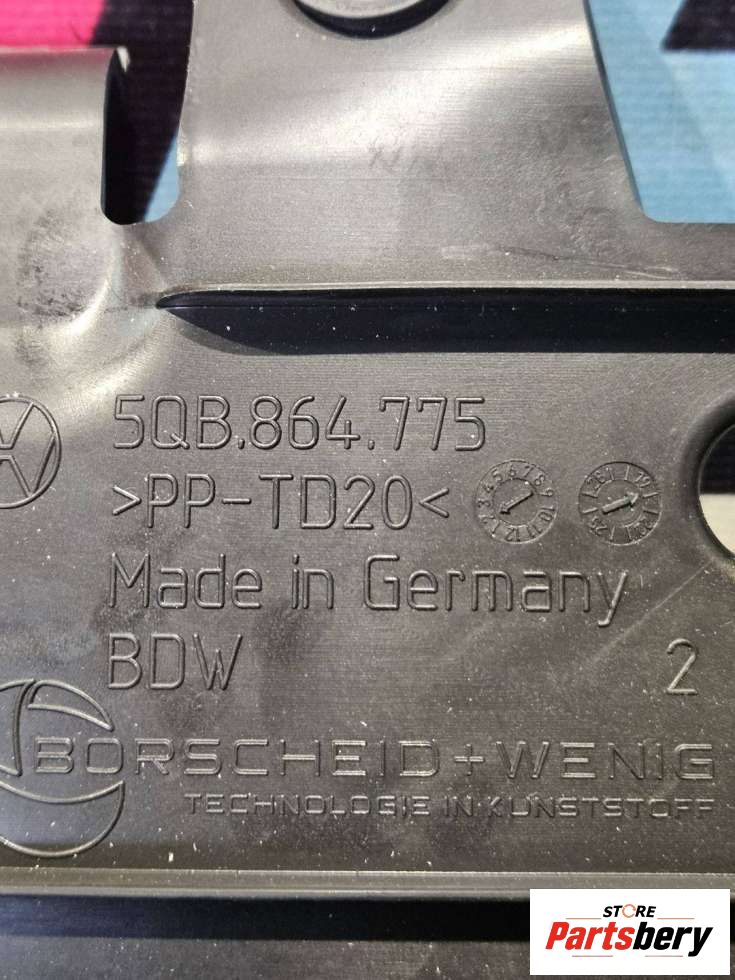 5QB.864.775
>PP-TD20<
Made in Germany
BDW 2
BORSCHEID+WENIG
TECHNOLOGIE IN KUNSTSTOFF
STORE
Partsbery